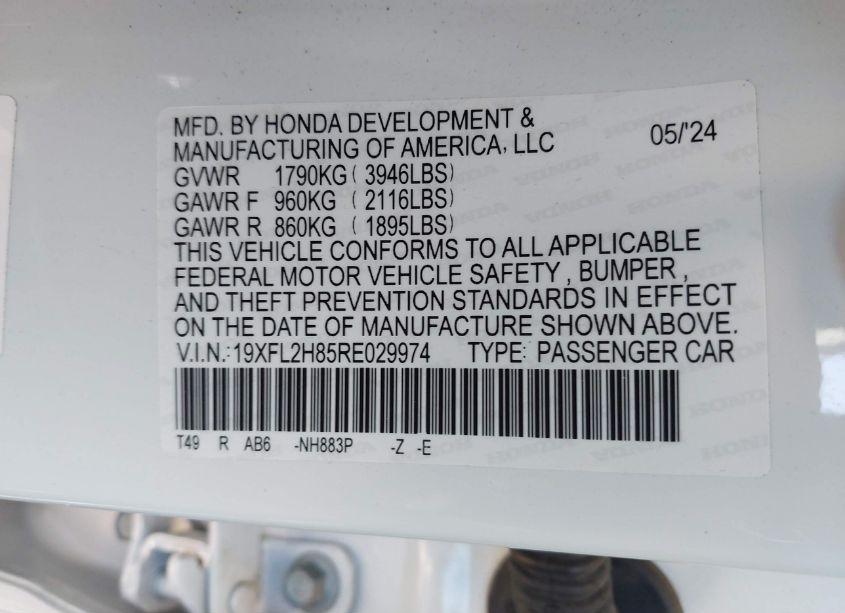 MFD. BY HONDA DEVELOPMENT &
MANUFACTURING OF AMERICA, LLC 05/'24
GVWR 1790KG ( 3946LBS)
GAWR F 960KG ( 2116LBS)
GAWR R 860KG ( 1895LBS)
THIS VEHICLE CONFORMS TO ALL APPLICABLE
FEDERAL MOTOR VEHICLE SAFETY , BUMPER ,
AND THEFT PREVENTION STANDARDS IN EFFECT
ON THE DATE OF MANUFACTURE SHOWN ABOVE.
V.I.N.:19XFL2H85RE029974 TYPE: PASSENGER CAR
T49 R AB6 -NH883P -Z -E